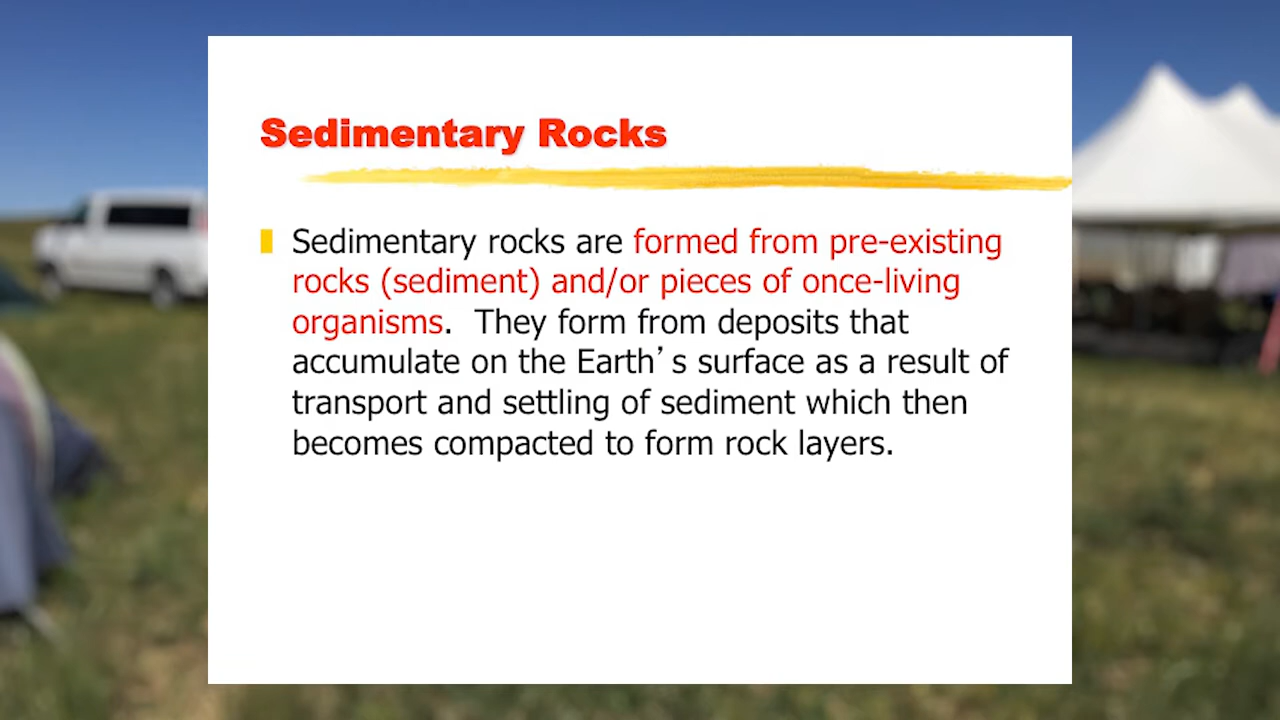 Sedimentary Rocks
Sedimentary rocks are formed from pre-existing
rocks (sediment) and/or pieces of once-living
organisms.  They form from deposits that
accumulate on the Earth’s surface as a result of
transport and settling of sediment which then
becomes compacted to form rock layers.